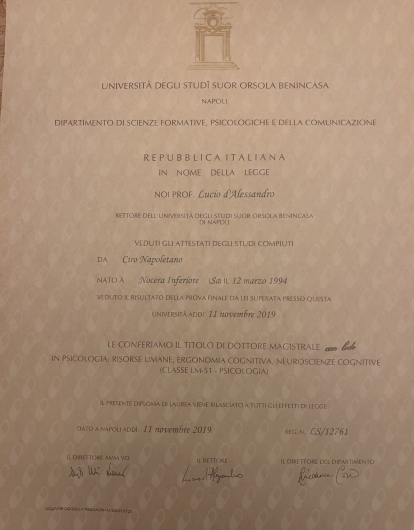 UNIVERSITÀ DEGLI STUDÎ SUOR ORSOLA BENINCASA
NAPOLI
DIPARTIMENTO DI SCIENZE FORMATIVE, PSICOLOGICHE E DELLA COMUNICAZIONE
REPUBBLICA ITALIANA
IN NOME DELLA LEGGE
NOI PROF. Lucio d'Alessandro
RETTORE DELL'UNIVERSITÀ DEGLI STUDÎ SUOR ORSOLA BENINCASA
DI NAPOLI
VEDUTI GLI ATTESTATI DEGLI STUDI COMPIUTI
DA Ciro Napoletano
NATO A Nocera Inferiore (Sa) IL 12 marzo 1994
VEDUTO IL RISULTATO DELLA PROVA FINALE DA LEI SUPERATA PRESSO QUESTA
UNIVERSITÀ ADDÌ 11 novembre 2019
LE CONFERIAMO IL TITOLO DI DOTTORE MAGISTRALE con lode
IN PSICOLOGIA: RISORSE UMANE, ERGONOMIA COGNITIVA, NEUROSCIENZE COGNITIVE
(CLASSE LM-51 - PSICOLOGIA)
IL PRESENTE DIPLOMA DI LAUREA VIENE RILASCIATO A TUTTI GLI EFFETTI DI LEGGE
DATO A NAPOLI ADDÌ 11 novembre 2019 REG. N. CS/12761
IL DIRETTORE AMM.VO IL RETTORE IL DIRETTORE DEL DIPARTIMENTO